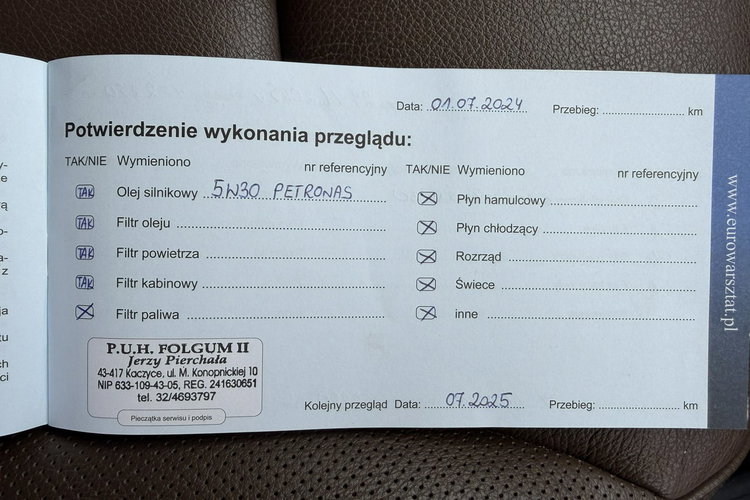 Data: 01.07.2024 Przebieg: km
Potwierdzenie wykonania przeglądu:
TAK/NIE Wymieniono nr referencyjny
TAK Olej silnikowy 5W30 PETRONAS
TAK Filtr oleju
TAK Filtr powietrza
TAK Filtr kabinowy
X Filtr paliwa
TAK/NIE Wymieniono nr referencyjny
X Płyn hamulcowy
X Płyn chłodzący
X Rozrząd
X Świece
X inne
P.U.H. FOLGUM II
Jerzy Pierchała
43-417 Kaczyce, ul. M. Konopnickiej 10
NIP 633-109-43-05, REG. 241630651
tel. 32/4693797
Pieczątka serwisu i podpis
Kolejny przegląd Data: 07.2025 Przebieg: km
www.eurowarsztat.pl